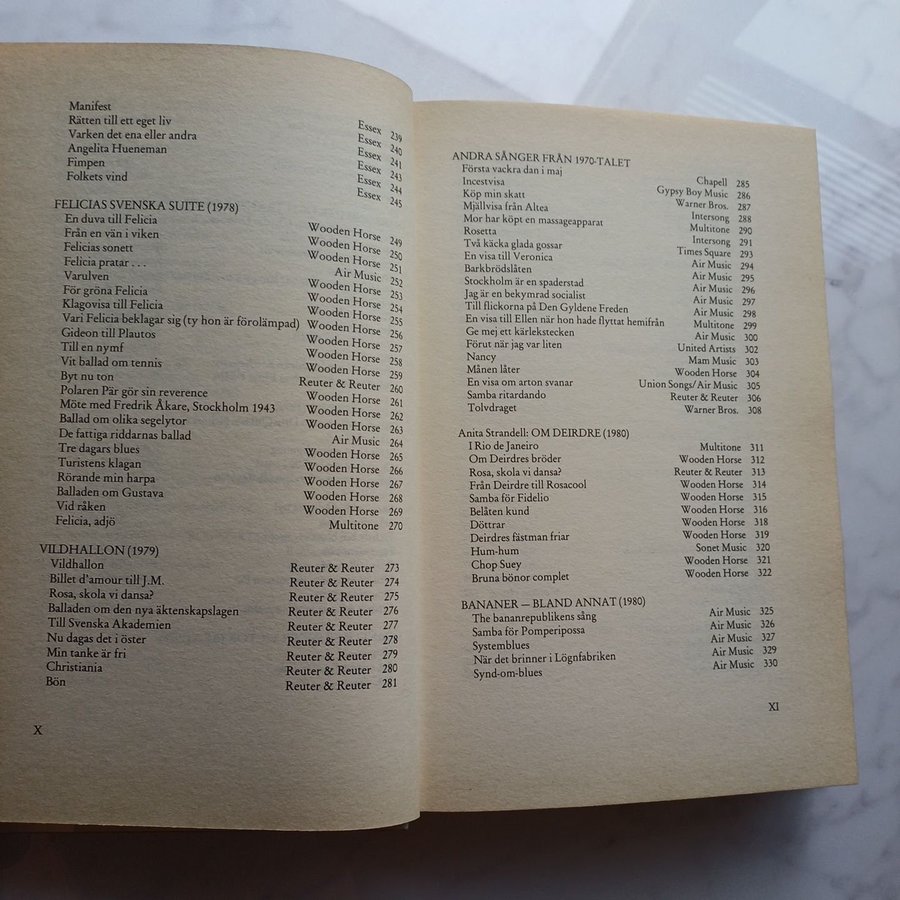 Manifest Essex 239
Rätten till ett eget liv Essex 240
Varken det ena eller andra Essex 241
Angelita Hueneman Essex 243
Fimpen Essex 244
Folkets vind Essex 245
FELICIAS SVENSKA SUITE (1978)
En duva till Felicia Wooden Horse 249
Från en vän i viken Wooden Horse 250
Felicias sonett Wooden Horse 251
Felicia pratar . . . Air Music 252
Varulven Wooden Horse 253
För gröna Felicia Wooden Horse 254
Klagovisa till Felicia Wooden Horse 255
Vari Felicia beklagar sig (ty hon är förolämpad) Wooden Horse 256
Gideon till Plautos Wooden Horse 257
Till en nymf Wooden Horse 258
Vit ballad om tennis Wooden Horse 259
Byt nu ton Reuter & Reuter 260
Polaren Pär gör sin reverence Wooden Horse 261
Möte med Fredrik Åkare, Stockholm 1943 Wooden Horse 262
Ballad om olika segelytor Wooden Horse 263
De fattiga riddarnas ballad Air Music 264
Tre dagars blues Wooden Horse 265
Turistens klagan Wooden Horse 266
Rörande min harpa Wooden Horse 267
Balladen om Gustava Wooden Horse 268
Vid råken Wooden Horse 269
Felicia, adjö Multitone 270
VILDHALLON (1979)
Vildhallon Reuter & Reuter 273
Billet d'amour till J.M. Reuter & Reuter 274
Rosa, skola vi dansa? Reuter & Reuter 275
Balladen om den nya äktenskapslagen Reuter & Reuter 276
Till Svenska Akademien Reuter & Reuter 277
Nu dagas det i öster Reuter & Reuter 278
Min tanke är fri Reuter & Reuter 279
Christiania Reuter & Reuter 280
Bön Reuter & Reuter 281
X
ANDRA SÅNGER FRÅN 1970-TALET
Första vackra dan i maj Chapell 285
Incestvisa Gypsy Boy Music 286
Köp min skatt Warner Bros. 287
Mjällvisa från Altea Intersong 288
Mor har köpt en massageapparat Multitone 290
Rosetta Intersong 291
Två käcka glada gossar Times Square 293
En visa till Veronica Air Music 294
Barkbrödslåten Air Music 295
Stockholm är en spaderstad Air Music 296
Jag är en bekymrad socialist Air Music 297
Till flickorna på Den Gyldene Freden Air Music 298
En visa till Ellen när hon hade flyttat hemifrån Multitone 299
Ge mej ett kärlekstecken Air Music 300
Förut när jag var liten United Artists 302
Nancy Mam Music 303
Månen låter Wooden Horse 304
En visa om arton svanar Union Songs/Air Music 305
Samba ritardando Reuter & Reuter 306
Tolvdraget Warner Bros. 308
Anita Strandell: OM DEIRDRE (1980)
I Rio de Janeiro Multitone 311
Om Deirdres bröder Wooden Horse 312
Rosa, skola vi dansa? Reuter & Reuter 313
Från Deirdre till Rosacool Wooden Horse 314
Samba för Fidelio Wooden Horse 315
Belåten kund Wooden Horse 316
Döttrar Wooden Horse 318
Deirdres fästman friar Wooden Horse 319
Hum-hum Sonet Music 320
Chop Suey Wooden Horse 321
Bruna bönor complet Wooden Horse 322
BANANER — BLAND ANNAT (1980)
The bananrepublikens sång Air Music 325
Samba för Pomperipossa Air Music 326
Systemblues Air Music 327
När det brinner i Lögnfabriken Air Music 329
Synd-om-blues Air Music 330
XI